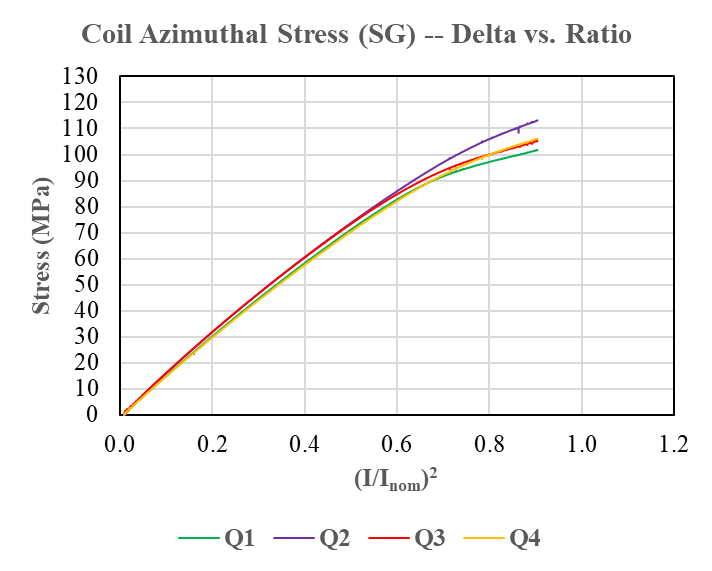 Coil Azimuthal Stress (SG) -- Delta vs. Ratio
130
120
110
100
90
80
70
60
50
40
30
20
10
0
Stress (MPa)
0.0 0.2 0.4 0.6 0.8 1.0 1.2
(I/Inom)²
Q1 Q2 Q3 Q4